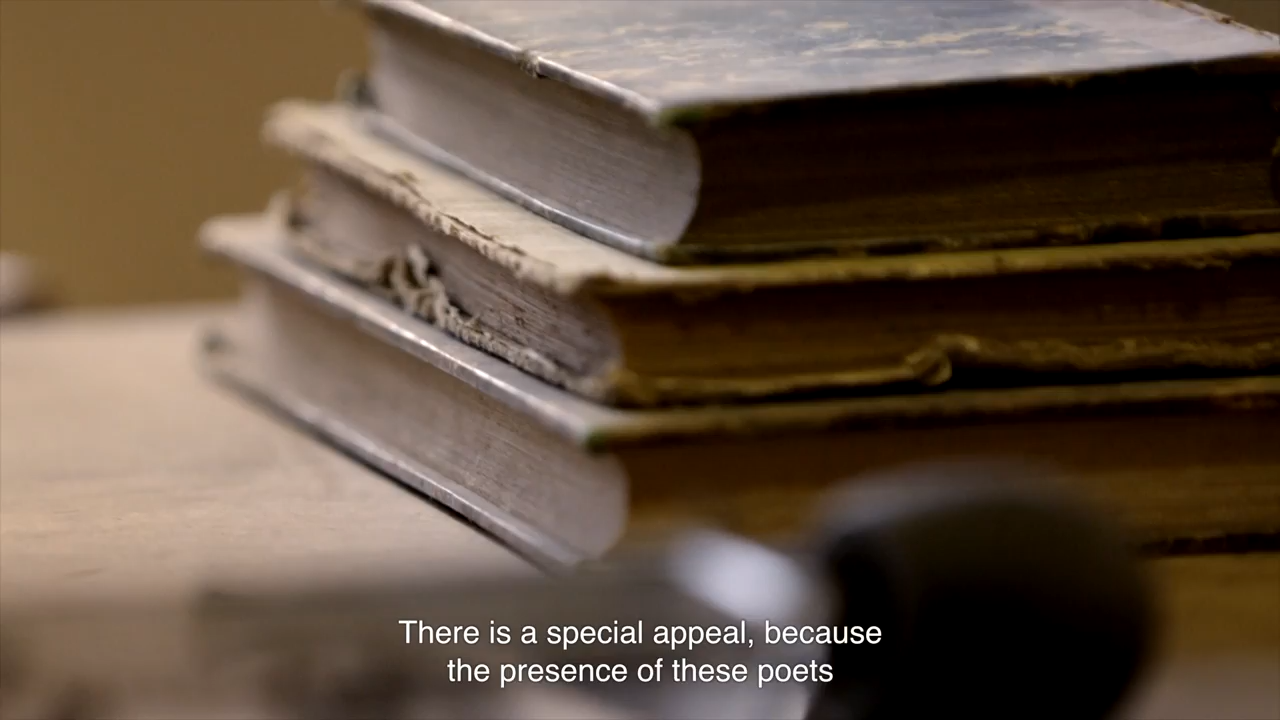 There is a special appeal, because
the presence of these poets